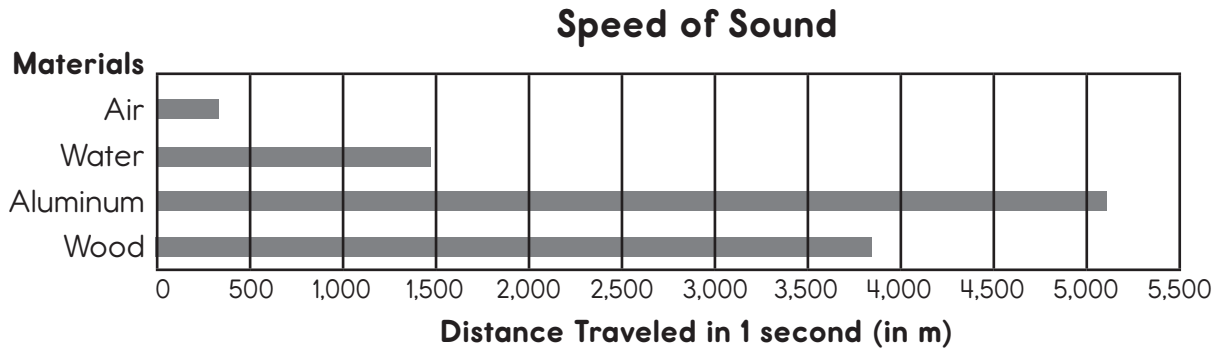 Speed of Sound
Materials
Air
Water
Aluminum
Wood
0 500 1,000 1,500 2,000 2,500 3,000 3,500 4,000 4,500 5,000 5,500
Distance Traveled in 1 second (in m)